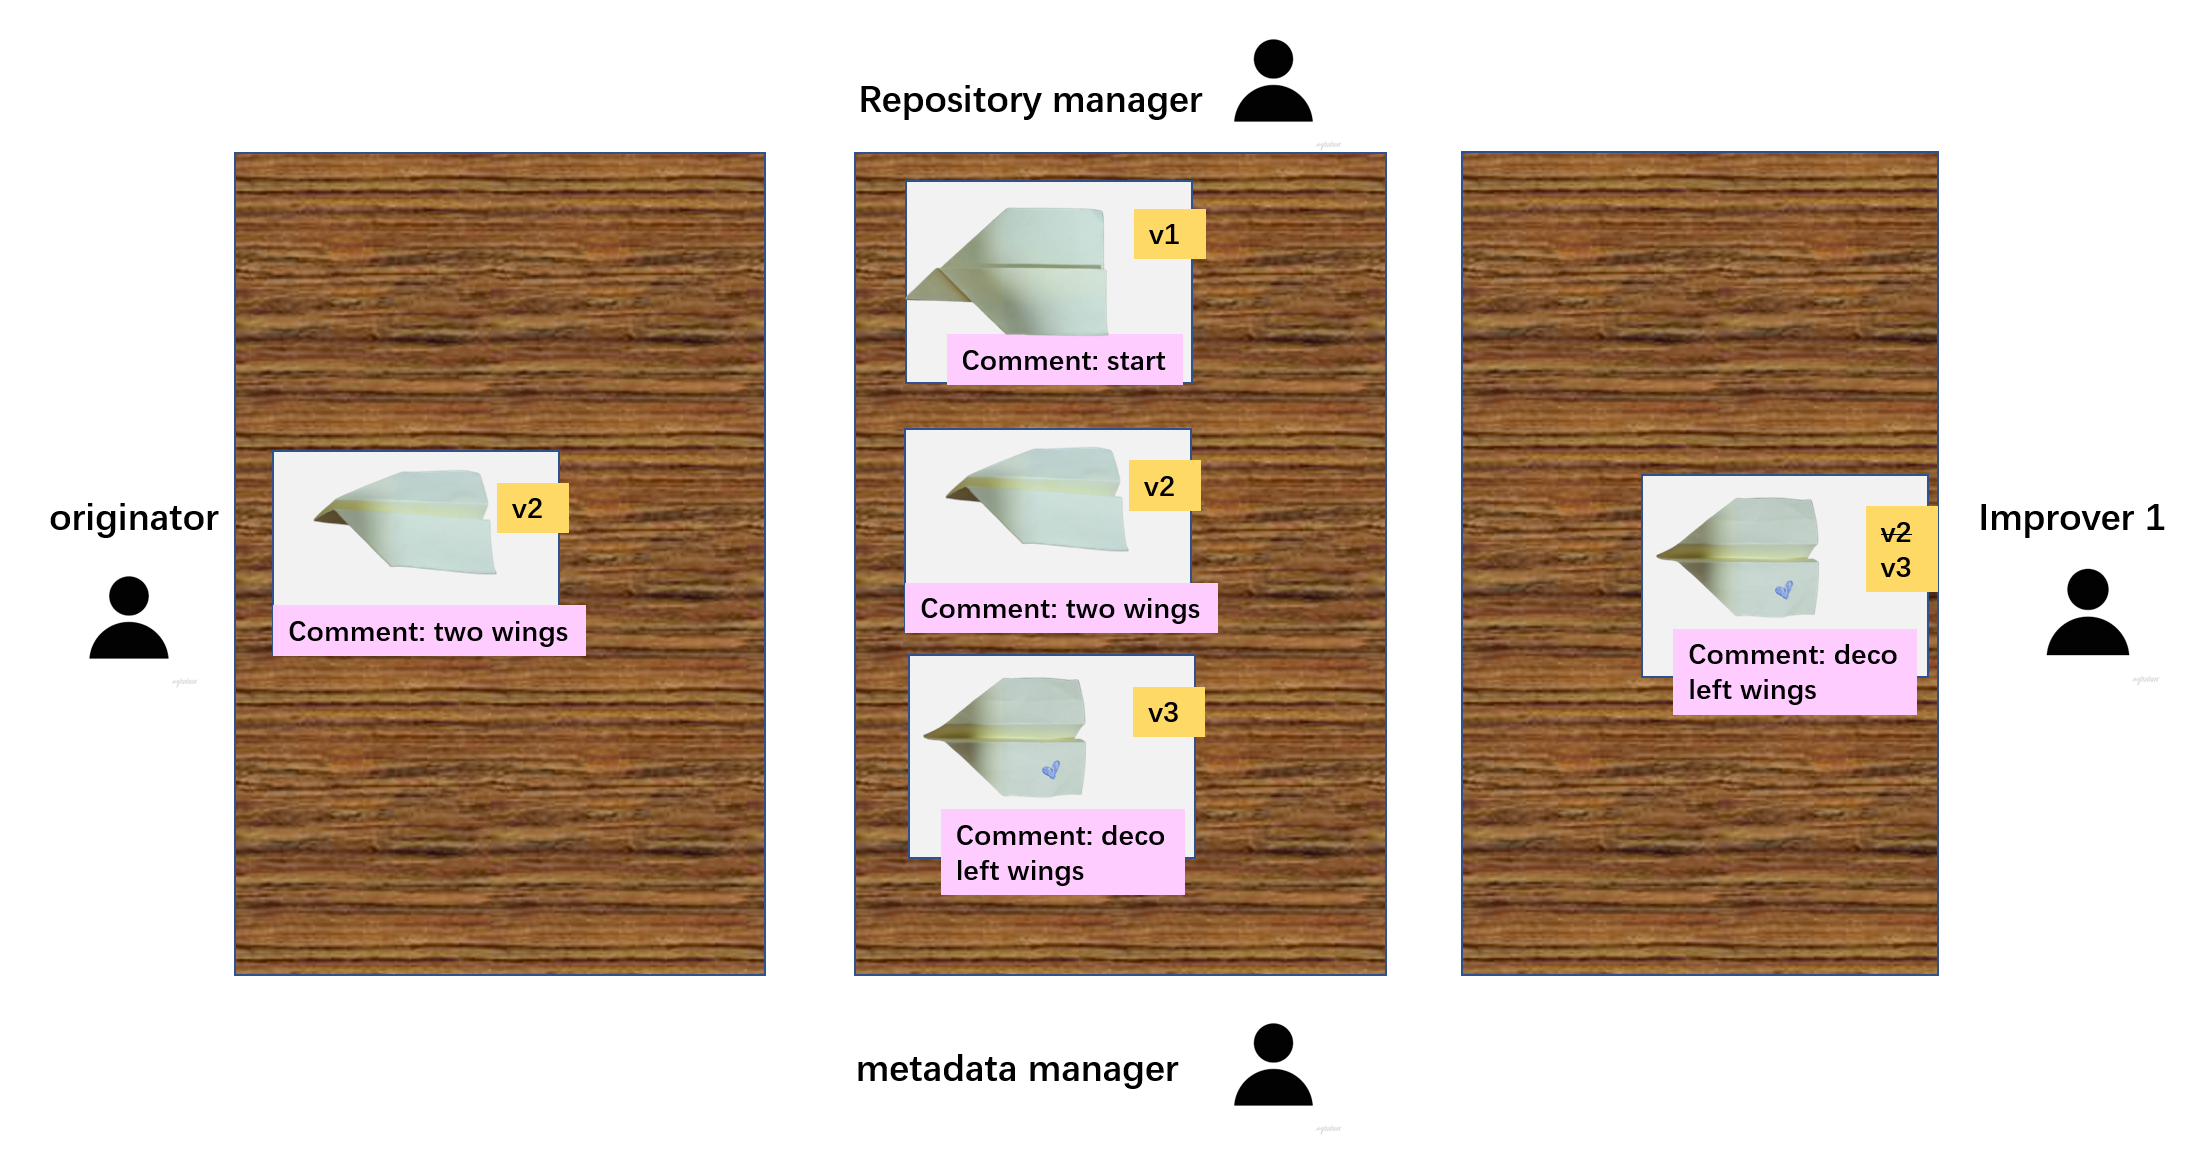 Repository manager
originator
v2
Comment: two wings
v1
Comment: start
v2
Comment: two wings
v3
Comment: deco
left wings
v2
v3
Comment: deco
left wings
Improver 1
metadata manager